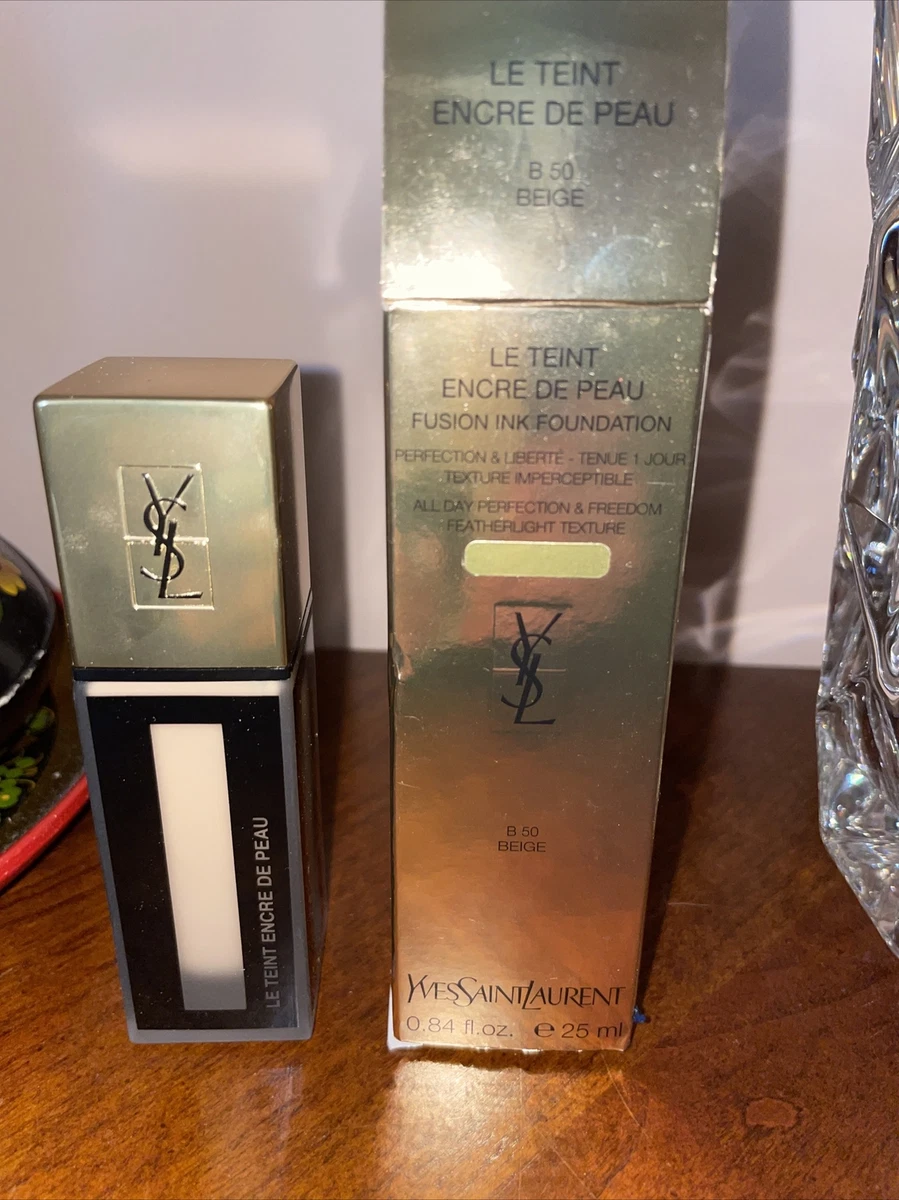 LE TEINT
ENCRE DE PEAU
B 50
BEIGE
LE TEINT
ENCRE DE PEAU
FUSION INK FOUNDATION
PERFECTION & LIBERTÉ - TENUE 1 JOUR
TEXTURE IMPERCEPTIBLE
ALL DAY PERFECTION & FREEDOM
FEATHERLIGHT TEXTURE
YSL
B 50
BEIGE
YVESSAINTLAURENT
0.84 fl.oz. ℮ 25 ml
YSL
LE TEINT ENCRE DE PEAU